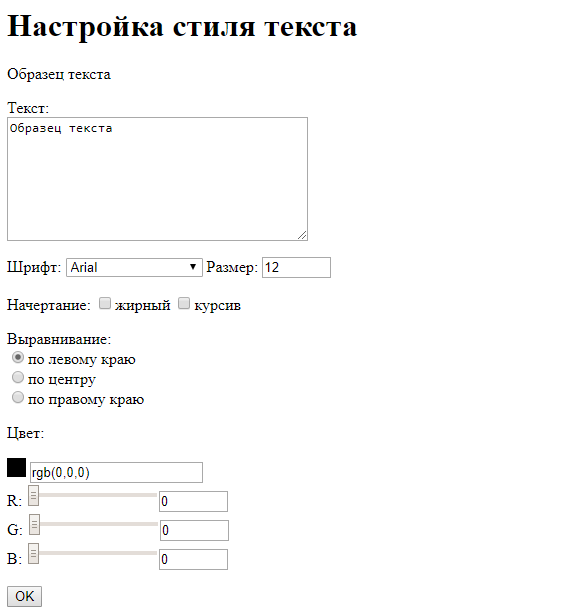 Настройка стиля текста
Образец текста
Текст:
Образец текста
Шрифт: Arial Размер: 12
Начертание: жирный курсив
Выравнивание:
по левому краю
по центру
по правому краю
Цвет:
rgb(0,0,0)
R: 0
G: 0
B: 0
OK